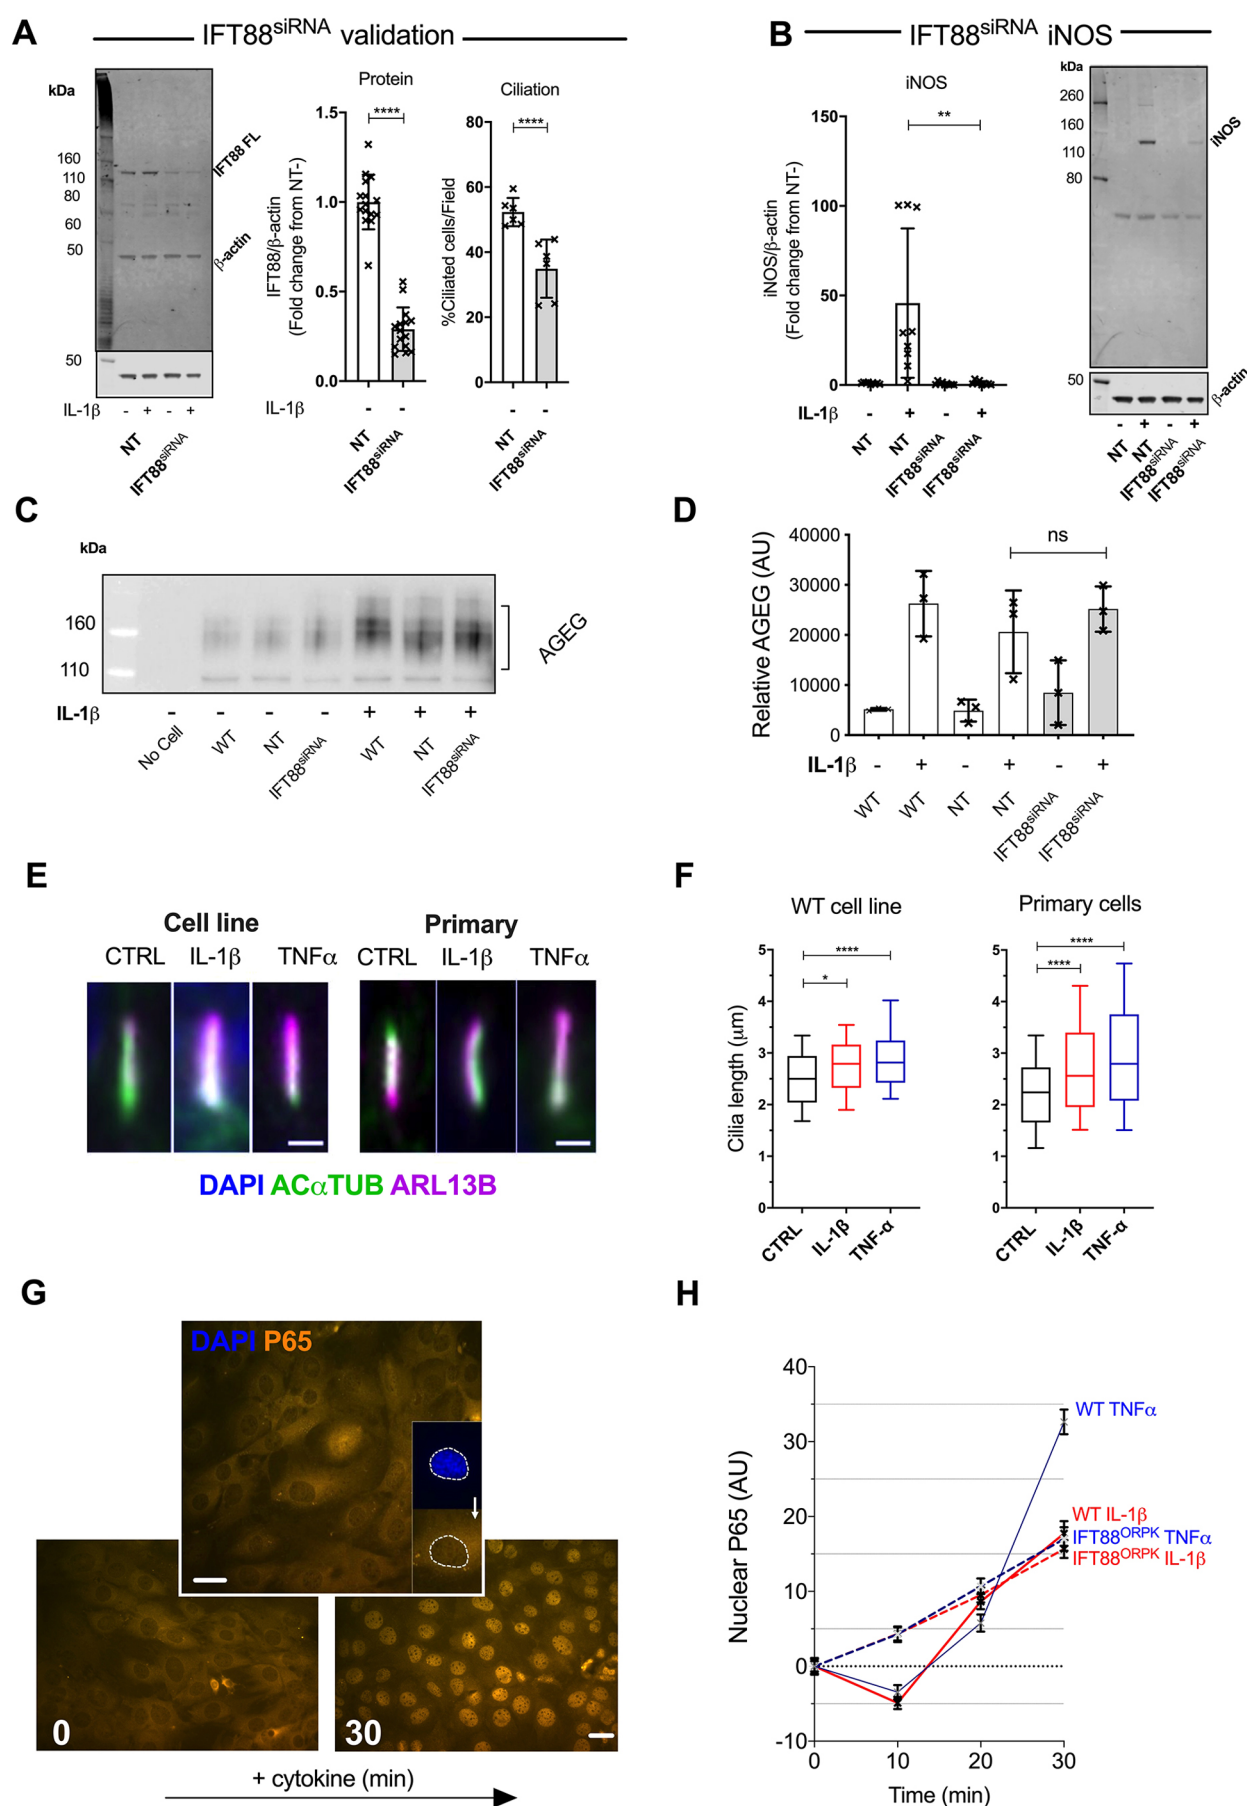 A
IFT88siRNA validation
kDa
160
110
80
60
50
50
IFT88 FL
β-actin
IL-1β
- + - +
NT
IFT88siRNA
Protein
IFT88/β-actin
(Fold change from NT-)
1.5
1.0
0.5
0.0
****
IL-1β
- -
NT
IFT88siRNA
Ciliation
%Ciliated cells/Field
80
60
40
20
0
****
NT
IFT88siRNA
B
IFT88siRNA iNOS
iNOS
iNOS/β-actin
(Fold change from NT-)
150
100
50
0
**
IL-1β
- + - +
NT
NT
IFT88siRNA
IFT88siRNA
kDa
260
160
110
80
50
iNOS
β-actin
- + - +
NT
NT
IFT88siRNA
IFT88siRNA
C
kDa
160
110
AGEG
IL-1β
- - - - + + +
No Cell
WT
NT
IFT88siRNA
WT
NT
IFT88siRNA
D
Relative AGEG (AU)
40000
30000
20000
10000
0
ns
IL-1β
- + - + - +
WT
WT
NT
NT
IFT88siRNA
IFT88siRNA
E
Cell line
Primary
CTRL IL-1β TNFα
CTRL IL-1β TNFα
DAPI ACαTUB ARL13B
F
WT cell line
Primary cells
Cilia length (μm)
5
4
3
2
1
0
****
*
CTRL
IL-1β
TNF-α
5
4
3
2
1
0
****
****
CTRL
IL-1β
TNF-α
G
DAPI P65
0
30
+ cytokine (min)
H
Nuclear P65 (AU)
40
30
20
10
0
-10
WT TNFα
WT IL-1β
IFT88ORPK TNFα
IFT88ORPK IL-1β
0 10 20 30
Time (min)